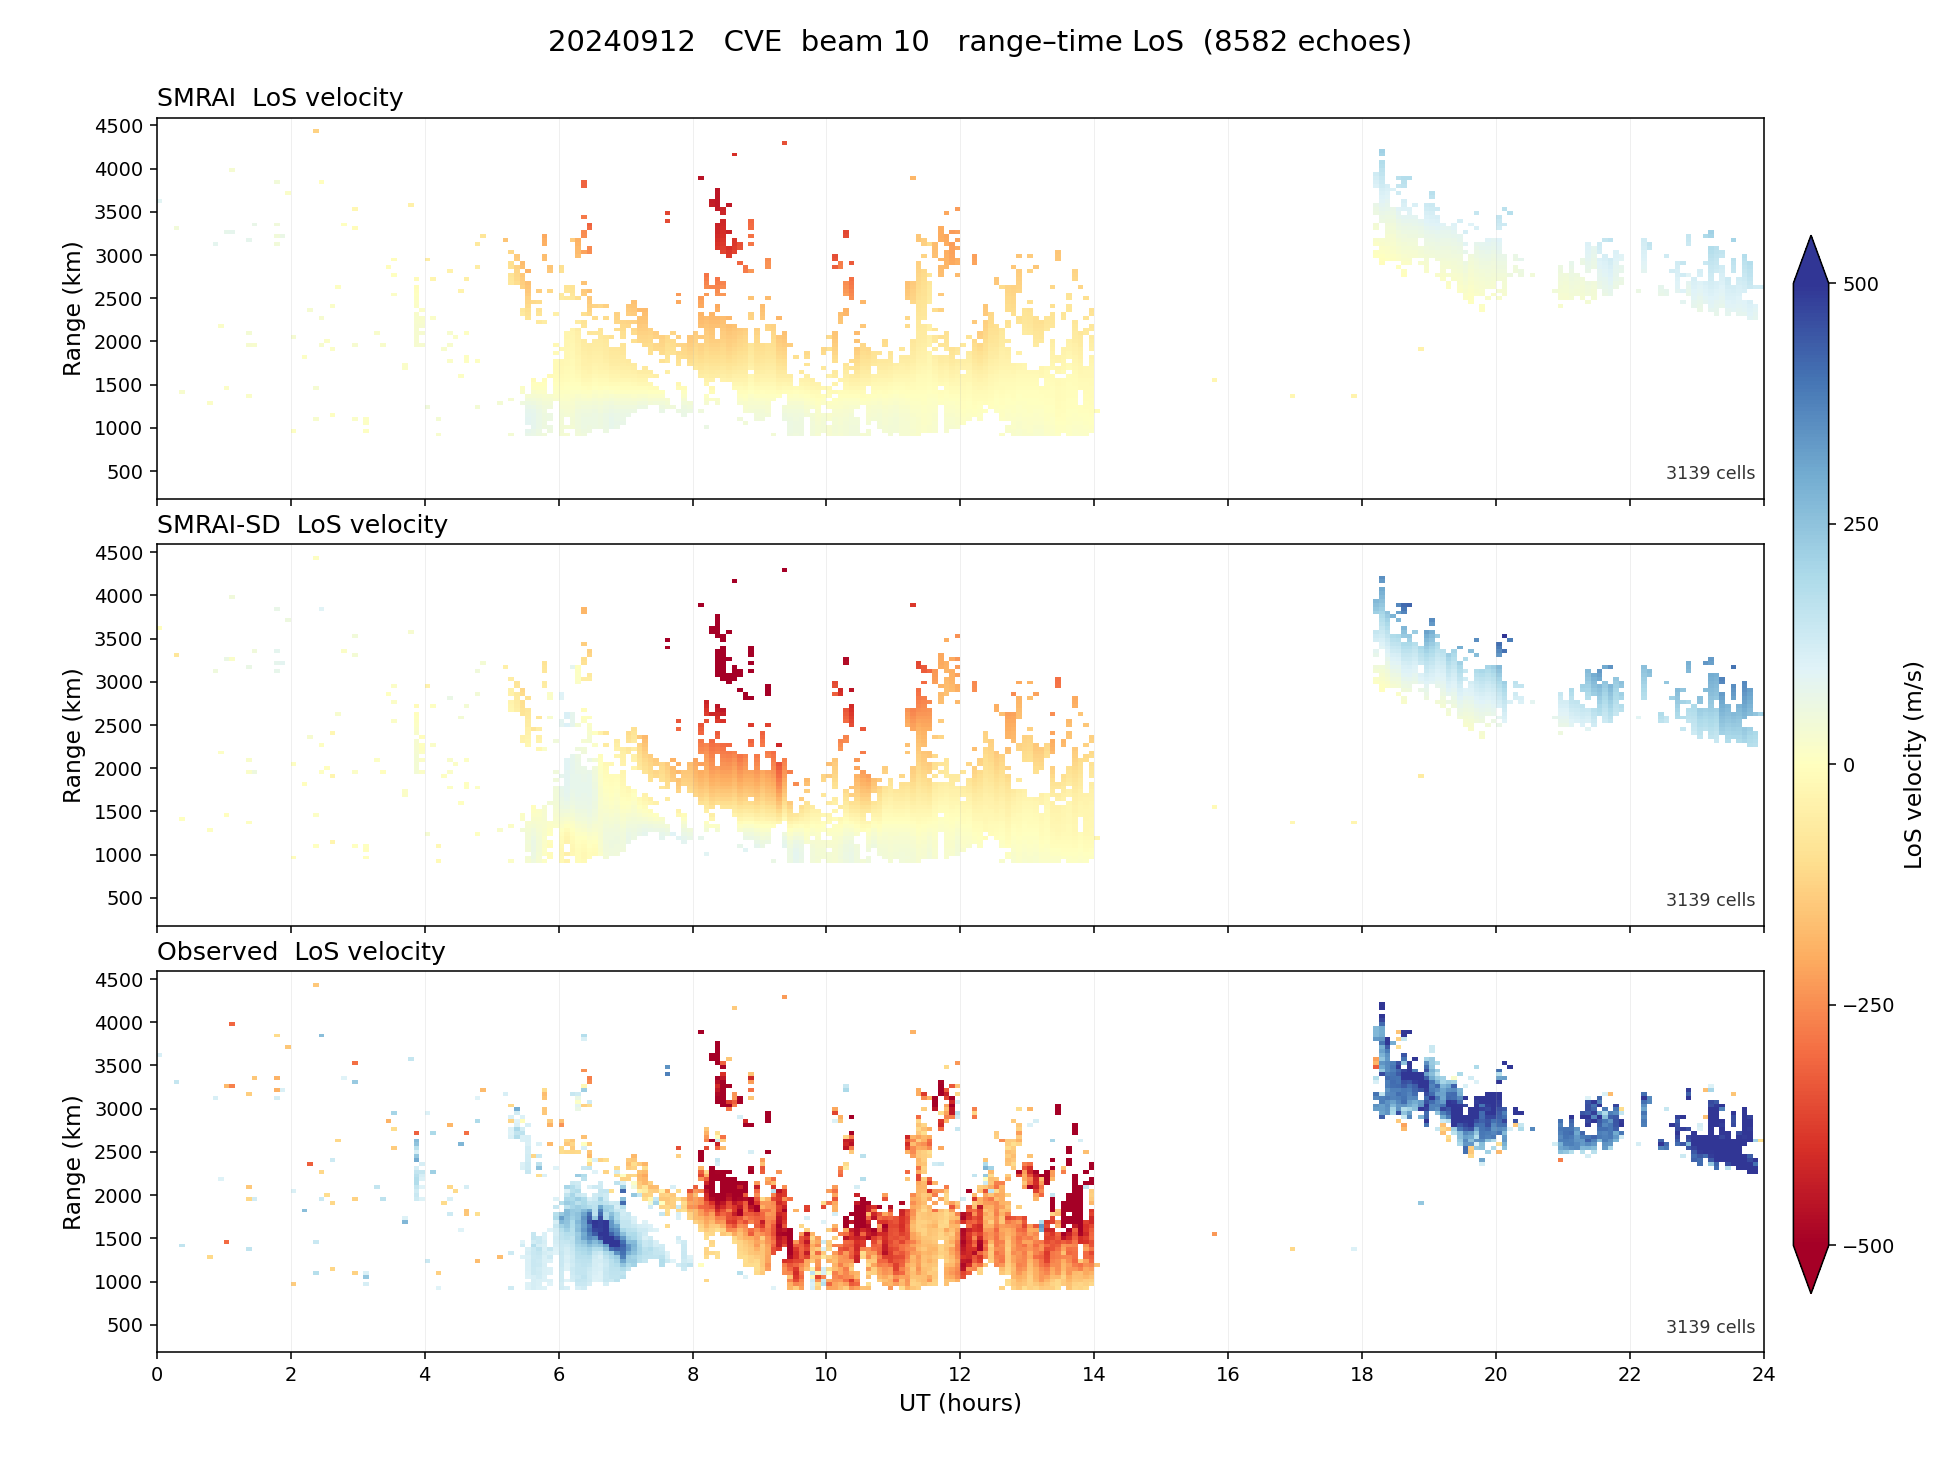 20240912   CVE  beam 10   range–time LoS  (8582 echoes)
SMRAI  LoS velocity
4500
4000
3500
3000
2500
2000
1500
1000
500
Range (km)
3139 cells
SMRAI-SD  LoS velocity
4500
4000
3500
3000
2500
2000
1500
1000
500
Range (km)
3139 cells
Observed  LoS velocity
4500
4000
3500
3000
2500
2000
1500
1000
500
Range (km)
3139 cells
0 2 4 6 8 10 12 14 16 18 20 22 24
UT (hours)
500
250
0
−250
−500
LoS velocity (m/s)